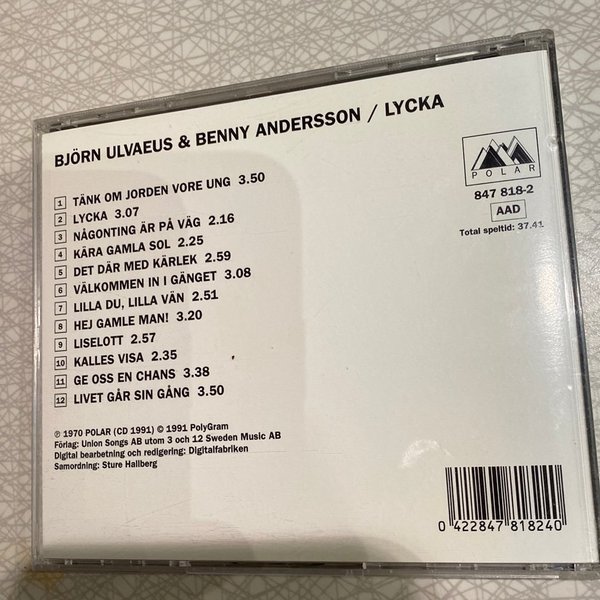 BJÖRN ULVAEUS & BENNY ANDERSSON / LYCKA
POLAR
847 818-2
AAD
Total speltid: 37.41
1 TÄNK OM JORDEN VORE UNG 3.50
2 LYCKA 3.07
3 NÅGONTING ÄR PÅ VÄG 2.16
4 KÄRA GAMLA SOL 2.25
5 DET DÄR MED KÄRLEK 2.59
6 VÄLKOMMEN IN I GÄNGET 3.08
7 LILLA DU, LILLA VÄN 2.51
8 HEJ GAMLE MAN! 3.20
9 LISELOTT 2.57
10 KALLES VISA 2.35
11 GE OSS EN CHANS 3.38
12 LIVET GÅR SIN GÅNG 3.50
℗ 1970 POLAR (CD 1991) © 1991 PolyGram
Förlag: Union Songs AB utom 3 och 12 Sweden Music AB
Digital bearbetning och redigering: Digitalfabriken
Samordning: Sture Hallberg
0 422847 818240